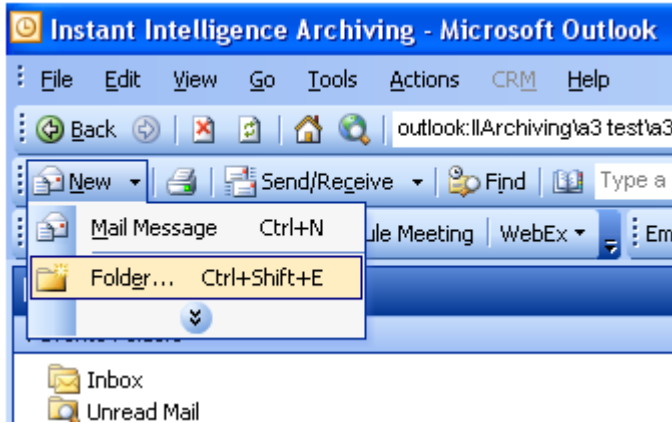 Instant Intelligence Archiving - Microsoft Outlook
File Edit View Go Tools Actions CRM Help
Back outlook:IIArchiving\a3 test\a3
New Send/Receive Find Type a
Mail Message Ctrl+N Meeting WebEx Em
Folder... Ctrl+Shift+E
Inbox
Unread Mail